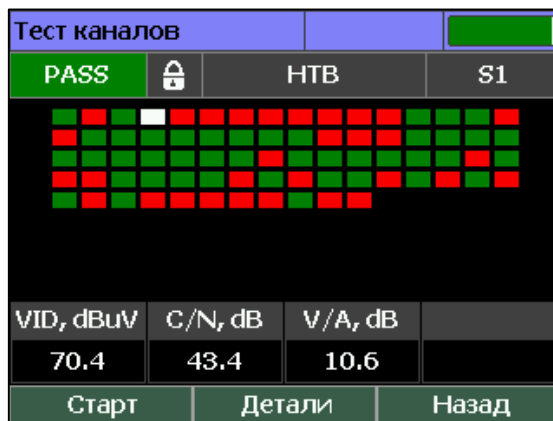 Тест каналов
PASS НТВ S1
VID, dBuV C/N, dB V/A, dB
70.4 43.4 10.6
Старт Детали Назад